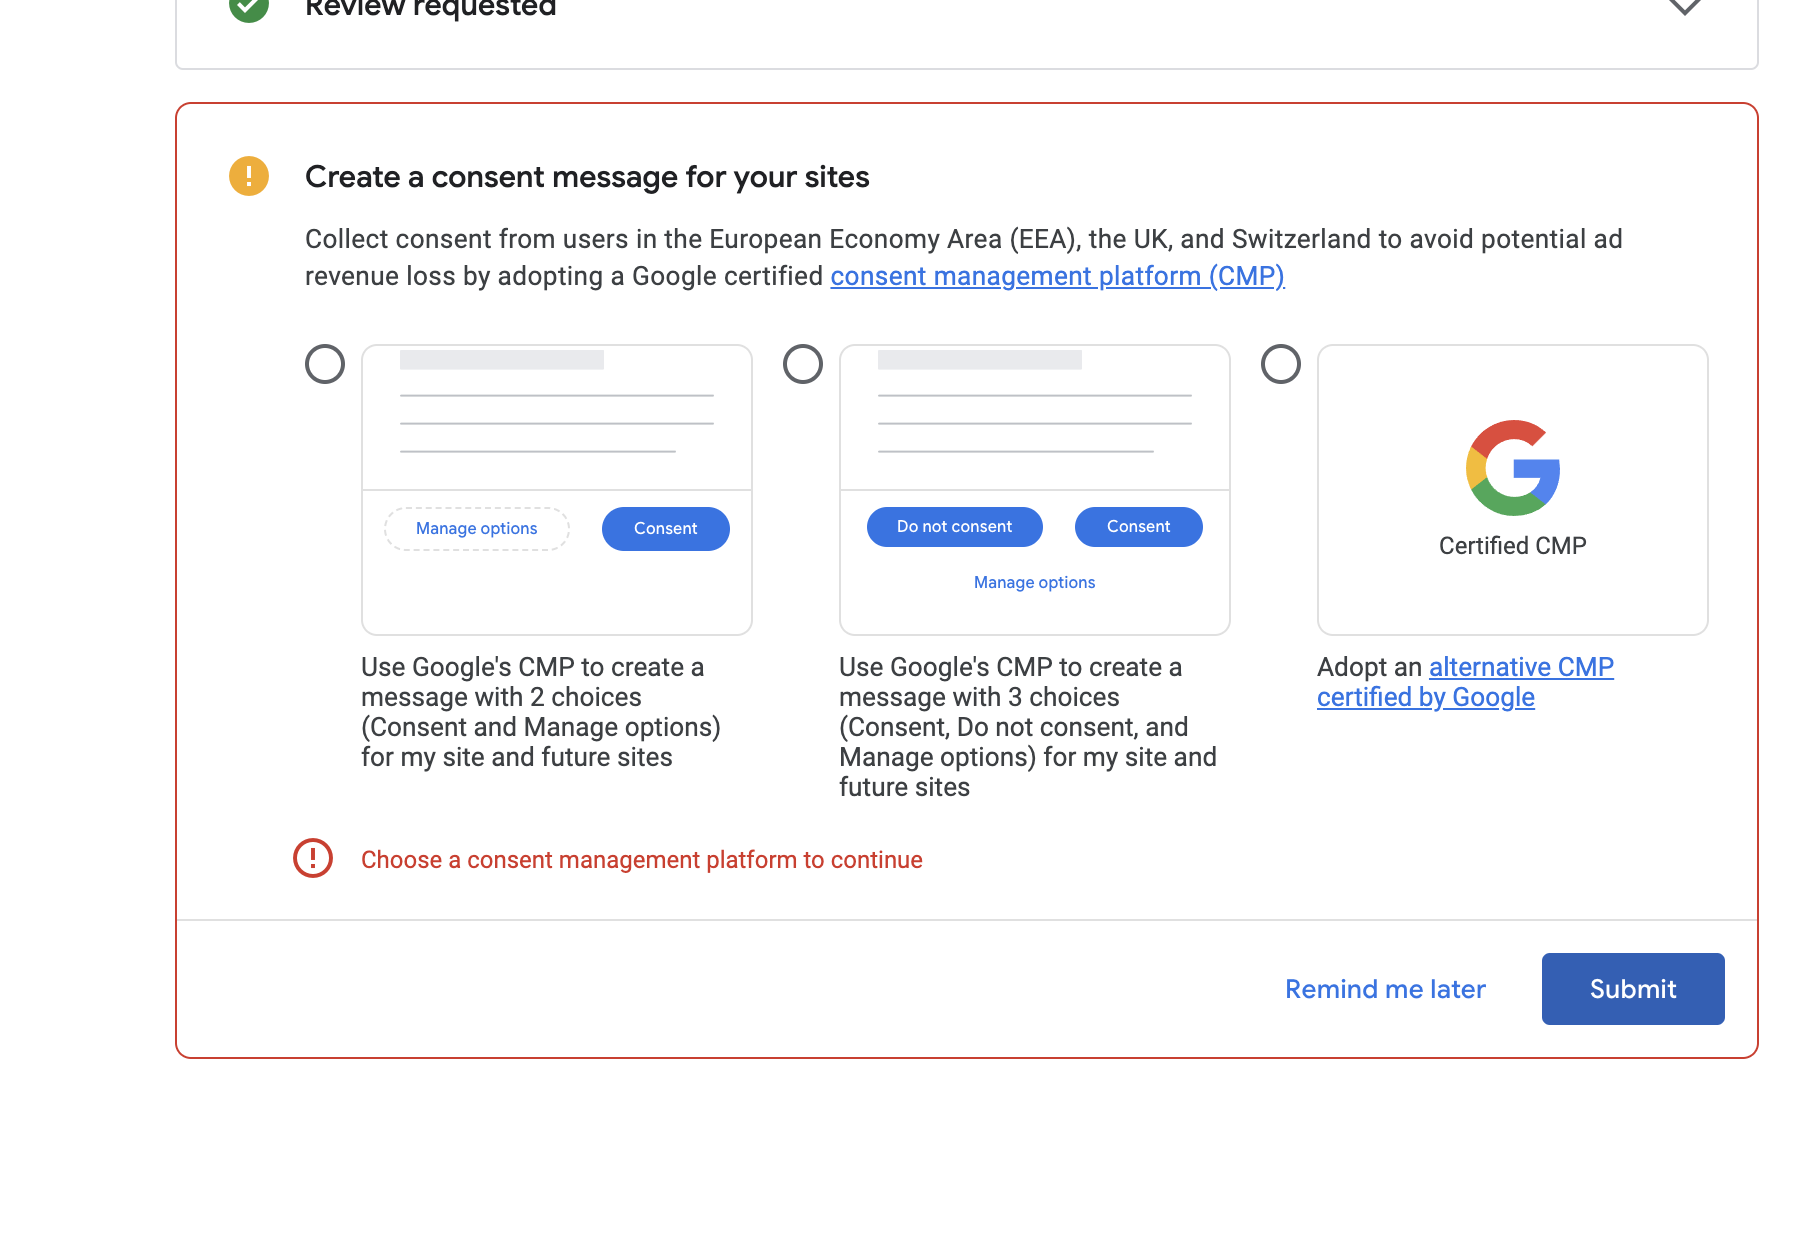 Review requested
Create a consent message for your sites
Collect consent from users in the European Economy Area (EEA), the UK, and Switzerland to avoid potential ad
revenue loss by adopting a Google certified consent management platform (CMP)
Manage options
Consent
Do not consent
Consent
Manage options
Certified CMP
Use Google's CMP to create a
message with 2 choices
(Consent and Manage options)
for my site and future sites
Use Google's CMP to create a
message with 3 choices
(Consent, Do not consent, and
Manage options) for my site and
future sites
Adopt an alternative CMP
certified by Google
Choose a consent management platform to continue
Remind me later
Submit